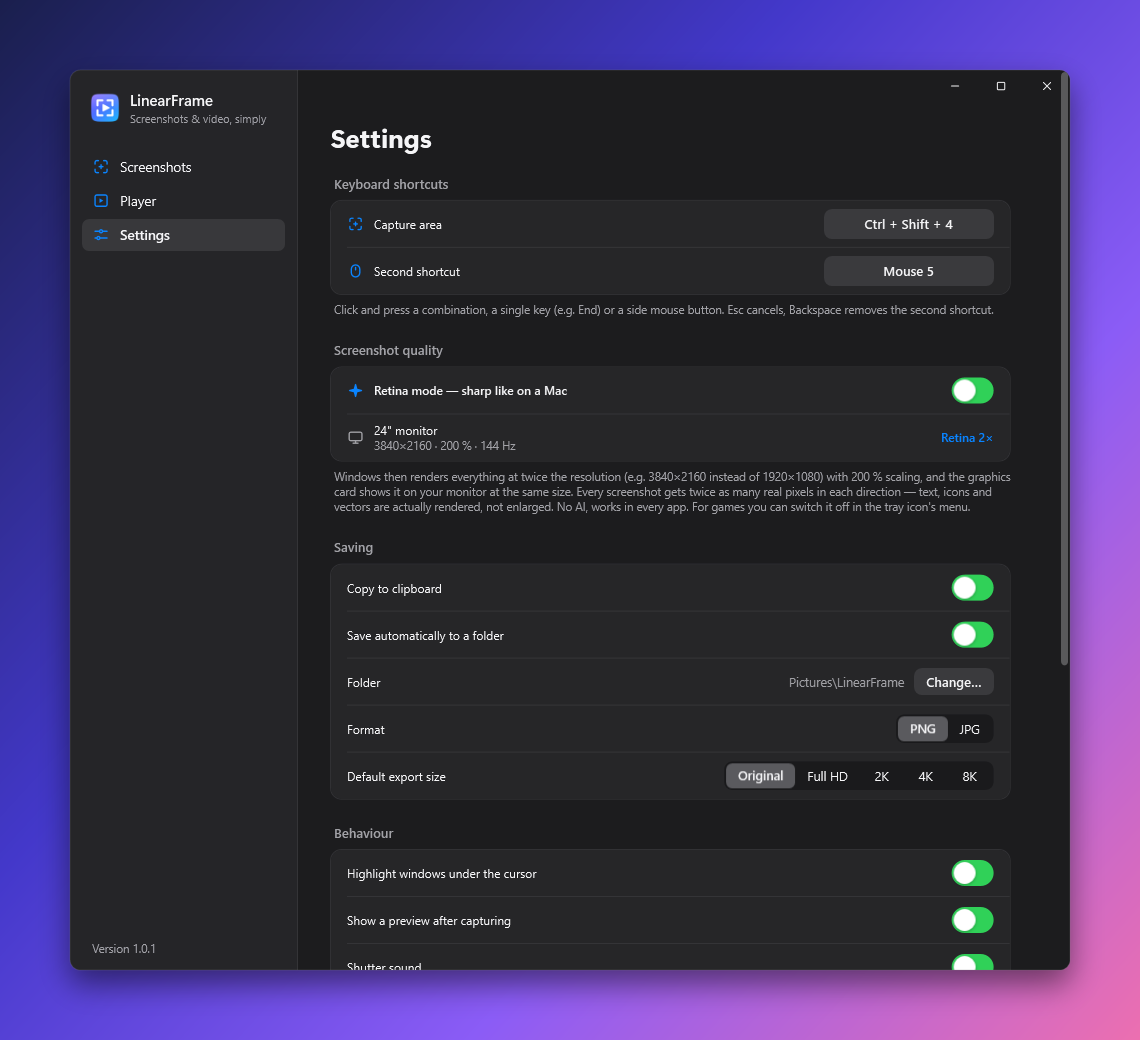 LinearFrame
Screenshots & video, simply
Screenshots
Player
Settings
Version 1.0.1
Settings
Keyboard shortcuts
Capture area
Ctrl + Shift + 4
Second shortcut
Mouse 5
Click and press a combination, a single key (e.g. End) or a side mouse button. Esc cancels, Backspace removes the second shortcut.
Screenshot quality
Retina mode — sharp like on a Mac
24" monitor
3840×2160 · 200 % · 144 Hz
Retina 2×
Windows then renders everything at twice the resolution (e.g. 3840×2160 instead of 1920×1080) with 200 % scaling, and the graphics
card shows it on your monitor at the same size. Every screenshot gets twice as many real pixels in each direction — text, icons and
vectors are actually rendered, not enlarged. No AI, works in every app. For games you can switch it off in the tray icon's menu.
Saving
Copy to clipboard
Save automatically to a folder
Folder
Pictures\LinearFrame
Change...
Format
PNG JPG
Default export size
Original Full HD 2K 4K 8K
Behaviour
Highlight windows under the cursor
Show a preview after capturing
Shutter sound